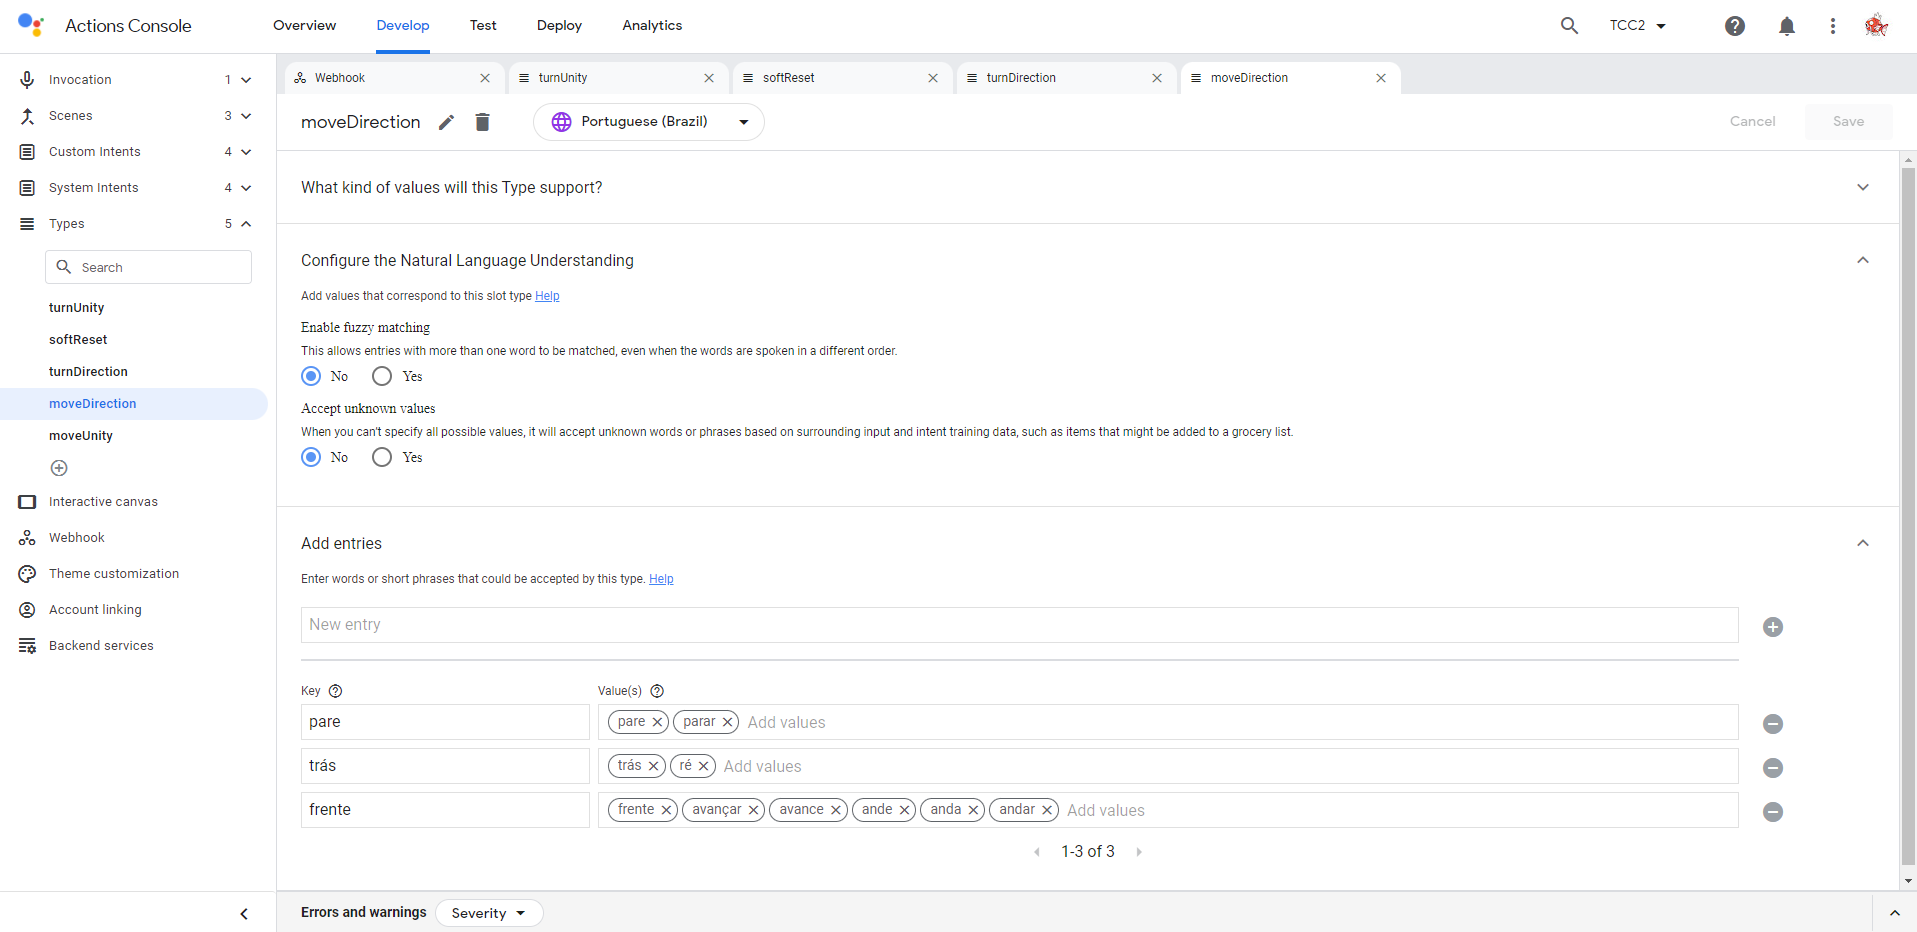 Actions Console
Overview
Develop
Test
Deploy
Analytics
TCC2
Invocation 1
Scenes 3
Custom Intents 4
System Intents 4
Types 5
Search
turnUnity
softReset
turnDirection
moveDirection
moveUnity
Interactive canvas
Webhook
Theme customization
Account linking
Backend services
Webhook
turnUnity
softReset
turnDirection
moveDirection
moveDirection
Portuguese (Brazil)
Cancel
Save
What kind of values will this Type support?
Configure the Natural Language Understanding
Add values that correspond to this slot type Help
Enable fuzzy matching
This allows entries with more than one word to be matched, even when the words are spoken in a different order.
No Yes
Accept unknown values
When you can't specify all possible values, it will accept unknown words or phrases based on surrounding input and intent training data, such as items that might be added to a grocery list.
No Yes
Add entries
Enter words or short phrases that could be accepted by this type. Help
New entry
Key Value(s)
pare pare parar Add values
trás trás ré Add values
frente frente avançar avance ande anda andar Add values
1-3 of 3
Errors and warnings Severity